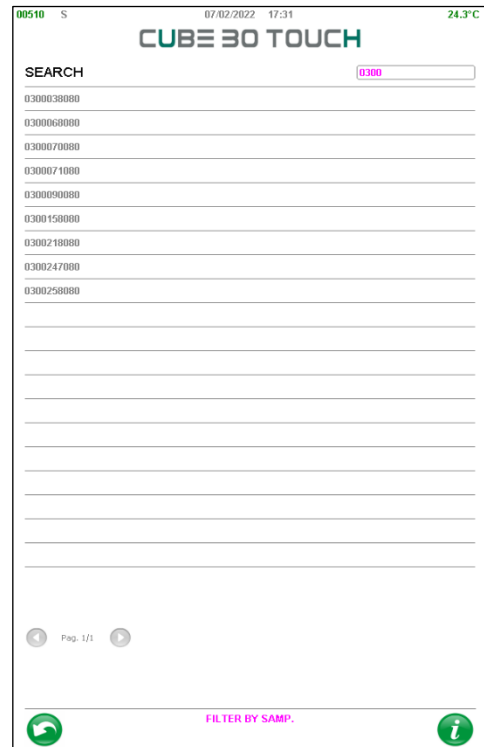 00510 S 07/02/2022 17:31 24.3°C
CUBE 30 TOUCH
SEARCH 0300
0300038080
0300068080
0300070080
0300071080
0300090080
0300158080
0300218080
0300247080
0300258080
Pag. 1/1
FILTER BY SAMP.
i